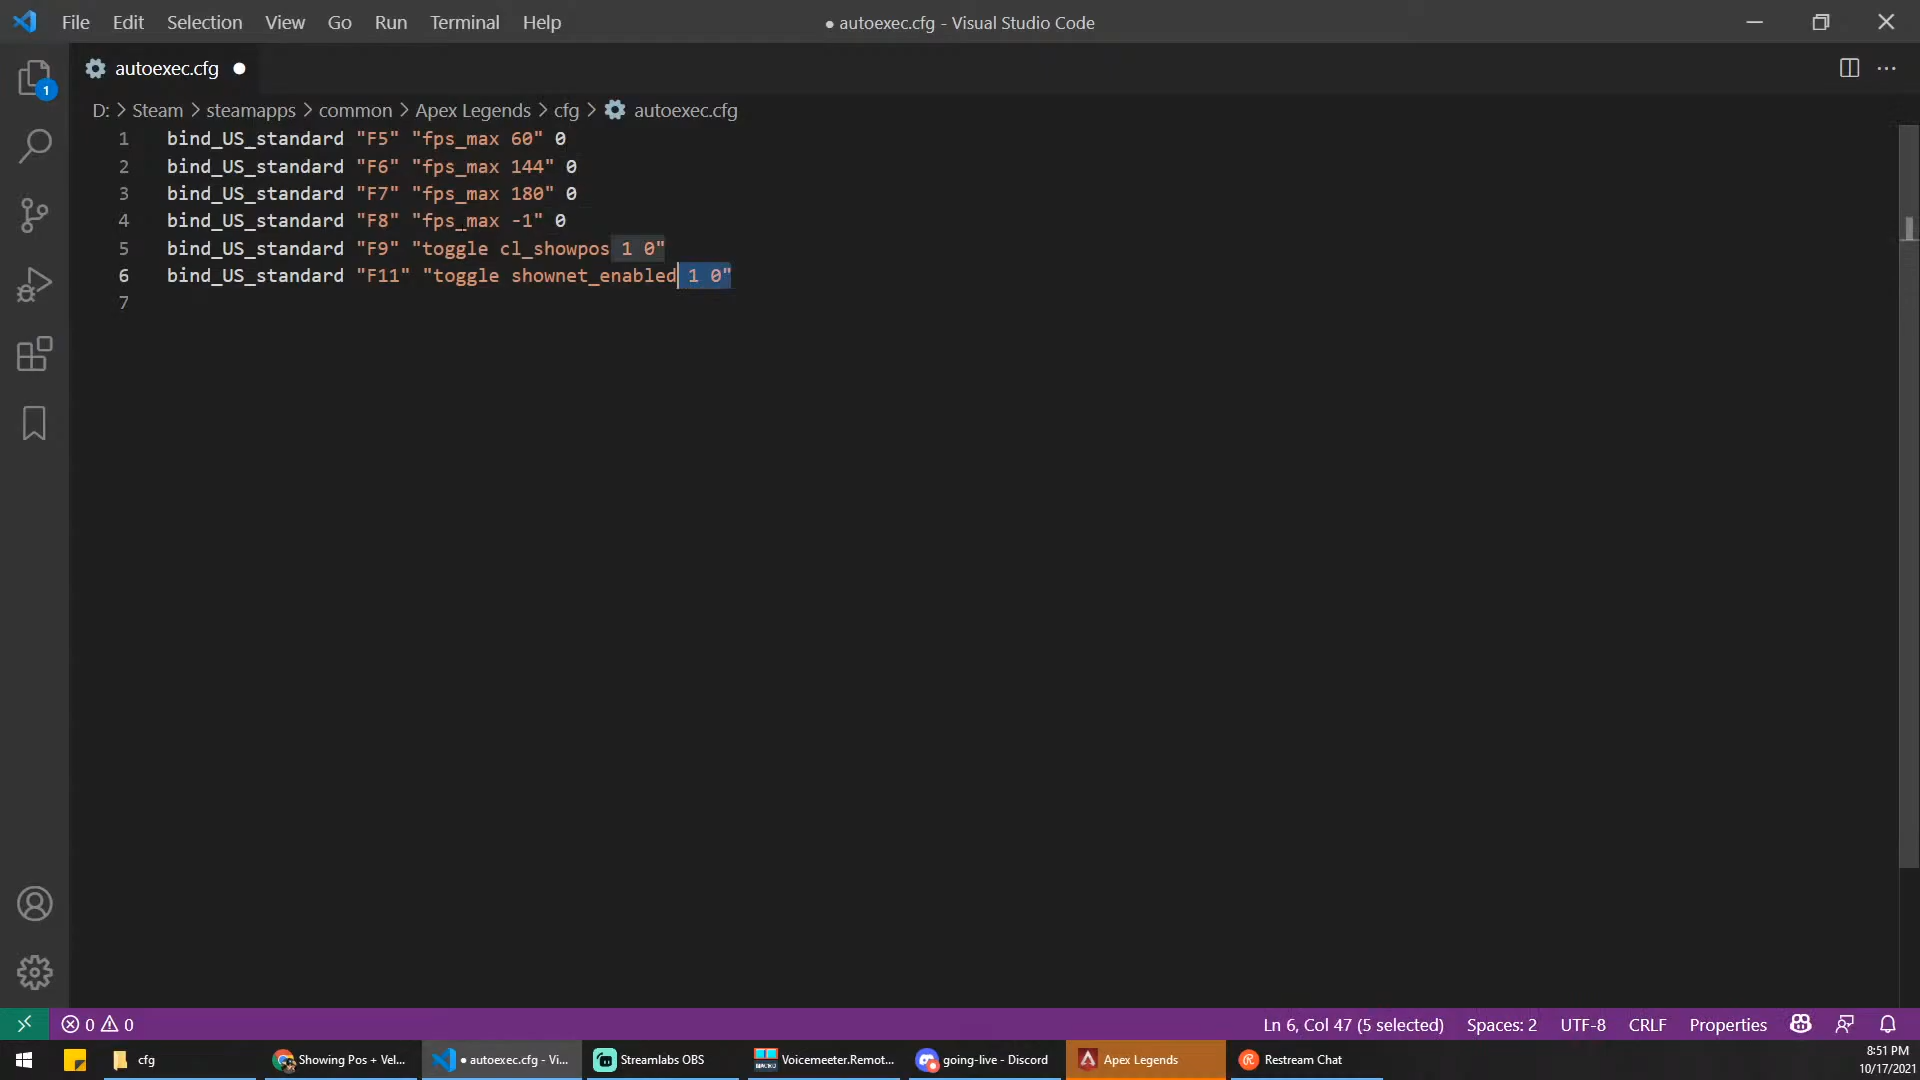 File Edit Selection View Go Run Terminal Help ● autoexec.cfg - Visual Studio Code
autoexec.cfg ●
1
D: > Steam > steamapps > common > Apex Legends > cfg > autoexec.cfg
1 bind_US_standard "F5" "fps_max 60" 0
2 bind_US_standard "F6" "fps_max 144" 0
3 bind_US_standard "F7" "fps_max 180" 0
4 bind_US_standard "F8" "fps_max -1" 0
5 bind_US_standard "F9" "toggle cl_showpos 1 0"
6 bind_US_standard "F11" "toggle shownet_enabled 1 0"
7
0 0 Ln 6, Col 47 (5 selected) Spaces: 2 UTF-8 CRLF Properties
cfg Showing Pos + Vel... ● autoexec.cfg - Vi... Streamlabs OBS Voicemeeter.Remot... going-live - Discord Apex Legends Restream Chat
8:51 PM
10/17/2021